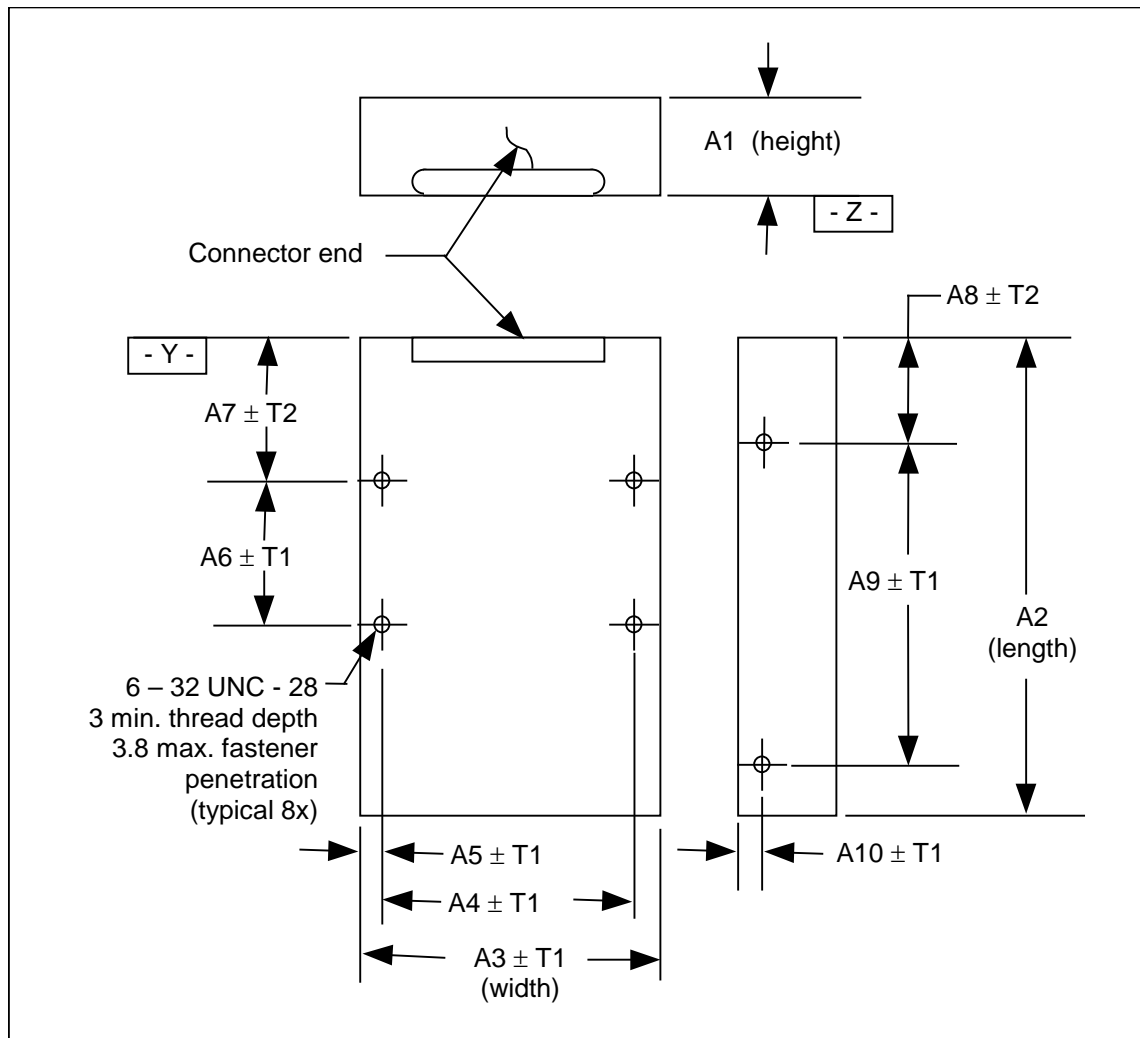 A1 (height)
- Z -
Connector end
A8 ± T2
- Y -
A7 ± T2
A6 ± T1
A9 ± T1
A2
(length)
6 – 32 UNC - 28
3 min. thread depth
3.8 max. fastener
penetration
(typical 8x)
A5 ± T1
A10 ± T1
A4 ± T1
A3 ± T1
(width)